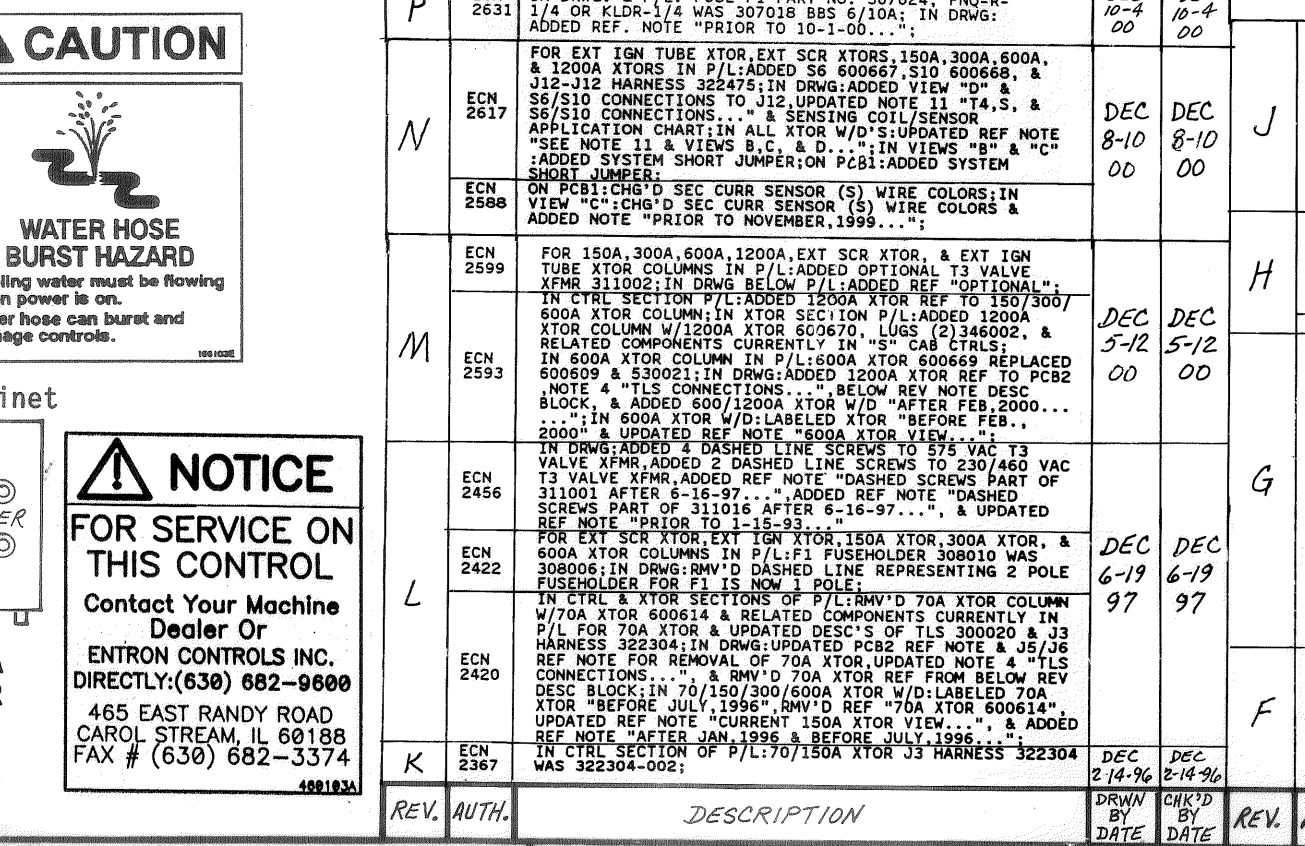 CAUTION
WATER HOSE
BURST HAZARD
ling water must be flowing
n power is on.
er hose can burst and
nage controls.
inet
ER
NOTICE
FOR SERVICE ON
THIS CONTROL
Contact Your Machine
Dealer Or
ENTRON CONTROLS INC.
DIRECTLY:(630) 682-9600
465 EAST RANDY ROAD
CAROL STREAM, IL 60188
FAX # (630) 682-3374
460103A
P
2631
1/4 OR KLDR-1/4 WAS 307018 BBS 6/10A; IN DRWG:
ADDED REF. NOTE "PRIOR TO 10-1-00...";
10-4
00
10-4
00
N
ECN
2617
FOR EXT IGN TUBE XTOR,EXT SCR XTORS,150A,300A,600A,
& 1200A XTORS IN P/L:ADDED S6 600667,S10 600668, &
J12-J12 HARNESS 322475;IN DRWG:ADDED VIEW "D" &
S6/S10 CONNECTIONS TO J12,UPDATED NOTE 11 "T4,S, &
S6/S10 CONNECTIONS..." & SENSING COIL/SENSOR
APPLICATION CHART;IN ALL XTOR W/D'S:UPDATED REF NOTE
"SEE NOTE 11 & VIEWS B,C, & D...";IN VIEWS "B" & "C"
:ADDED SYSTEM SHORT JUMPER;ON PCB1:ADDED SYSTEM
SHORT JUMPER;
DEC
8-10
00
DEC
8-10
00
ECN
2588
ON PCB1:CHG'D SEC CURR SENSOR (S) WIRE COLORS;IN
VIEW "C":CHG'D SEC CURR SENSOR (S) WIRE COLORS &
ADDED NOTE "PRIOR TO NOVEMBER,1999...";
M
ECN
2599
FOR 150A,300A,600A,1200A,EXT SCR XTOR, & EXT IGN
TUBE XTOR COLUMNS IN P/L:ADDED OPTIONAL T3 VALVE
XFMR 311002;IN DRWG BELOW P/L:ADDED REF "OPTIONAL";
ECN
2593
IN CTRL SECTION P/L:ADDED 1200A XTOR REF TO 150/300/
600A XTOR COLUMN;IN XTOR SECTION P/L:ADDED 1200A
XTOR COLUMN W/1200A XTOR 600670, LUGS (2)346002, &
RELATED COMPONENTS CURRENTLY IN "S" CAB CTRLS;
IN 600A XTOR COLUMN IN P/L:600A XTOR 600669 REPLACED
600609 & 530021;IN DRWG:ADDED 1200A XTOR REF TO PCB2
,NOTE 4 "TLS CONNECTIONS...",BELOW REV NOTE DESC
BLOCK, & ADDED 600/1200A XTOR W/D "AFTER FEB,2000...
...";IN 600A XTOR W/D:LABELED XTOR "BEFORE FEB.,
2000" & UPDATED REF NOTE "600A XTOR VIEW...";
DEC
5-12
00
DEC
5-12
00
L
ECN
2456
IN DRWG;ADDED 4 DASHED LINE SCREWS TO 575 VAC T3
VALVE XFMR,ADDED 2 DASHED LINE SCREWS TO 230/460 VAC
T3 VALVE XFMR,ADDED REF NOTE "DASHED SCREWS PART OF
311001 AFTER 6-16-97...",ADDED REF NOTE "DASHED
SCREWS PART OF 311016 AFTER 6-16-97...", & UPDATED
REF NOTE "PRIOR TO 1-15-93..."
ECN
2422
FOR EXT SCR XTOR,EXT IGN XTOR,150A XTOR,300A XTOR, &
600A XTOR COLUMNS IN P/L:F1 FUSEHOLDER 308010 WAS
308006;IN DRWG:RMV'D DASHED LINE REPRESENTING 2 POLE
FUSEHOLDER FOR F1 IS NOW 1 POLE;
DEC
6-19
97
DEC
6-19
97
ECN
2420
IN CTRL & XTOR SECTIONS OF P/L:RMV'D 70A XTOR COLUMN
W/70A XTOR 600614 & RELATED COMPONENTS CURRENTLY IN
P/L FOR 70A XTOR & UPDATED DESC'S OF TLS 300020 & J3
HARNESS 322304;IN DRWG:UPDATED PCB2 REF NOTE & J5/J6
REF NOTE FOR REMOVAL OF 70A XTOR,UPDATED NOTE 4 "TLS
CONNECTIONS...", & RMV'D 70A XTOR REF FROM BELOW REV
DESC BLOCK;IN 70/150/300/600A XTOR W/D:LABELED 70A
XTOR "BEFORE JULY,1996",RMV'D REF "70A XTOR 600614",
UPDATED REF NOTE "CURRENT 150A XTOR VIEW...", & ADDED
REF NOTE "AFTER JAN,1996 & BEFORE JULY,1996...";
K
ECN
2367
IN CTRL SECTION OF P/L:70/150A XTOR J3 HARNESS 322304
WAS 322304-002;
DEC
2-14-96
DEC
2-14-96
REV.
AUTH.
DESCRIPTION
DRWN
BY
DATE
CHK'D
BY
DATE
J
H
G
F
REV.